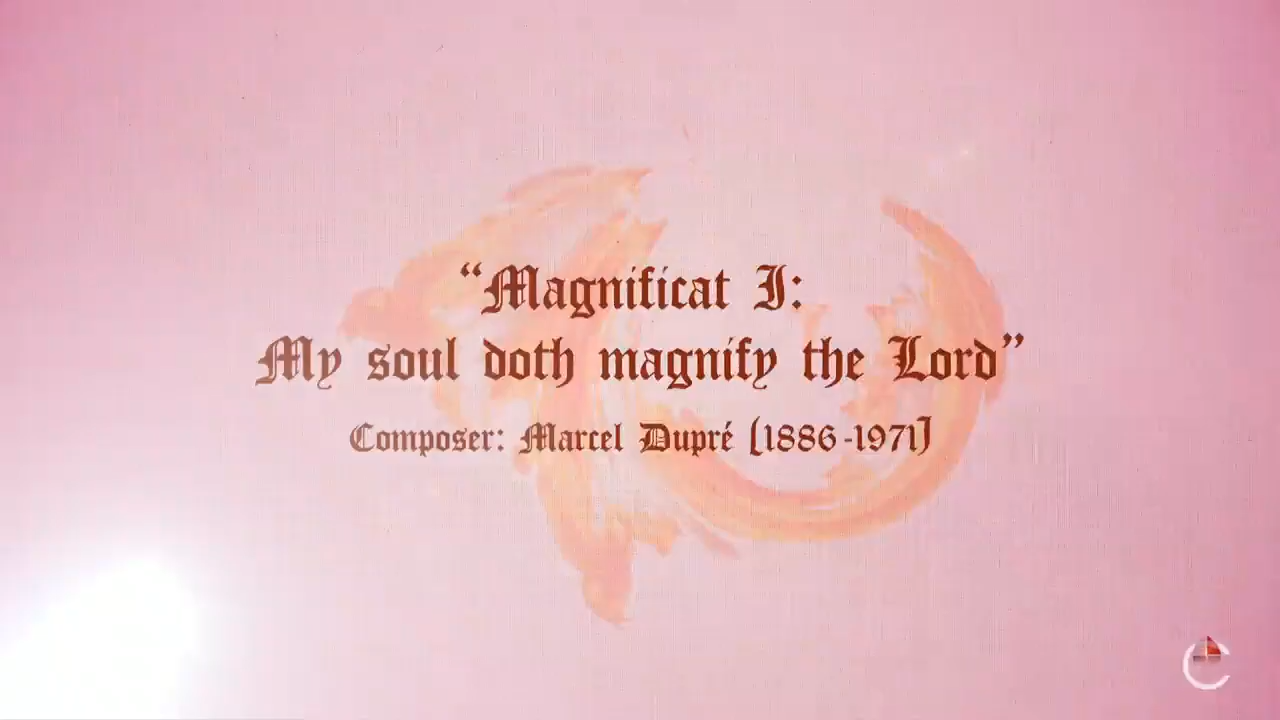 “Magnificat I:
My soul doth magnify the Lord”
Composer: Marcel Dupré (1886-1971)